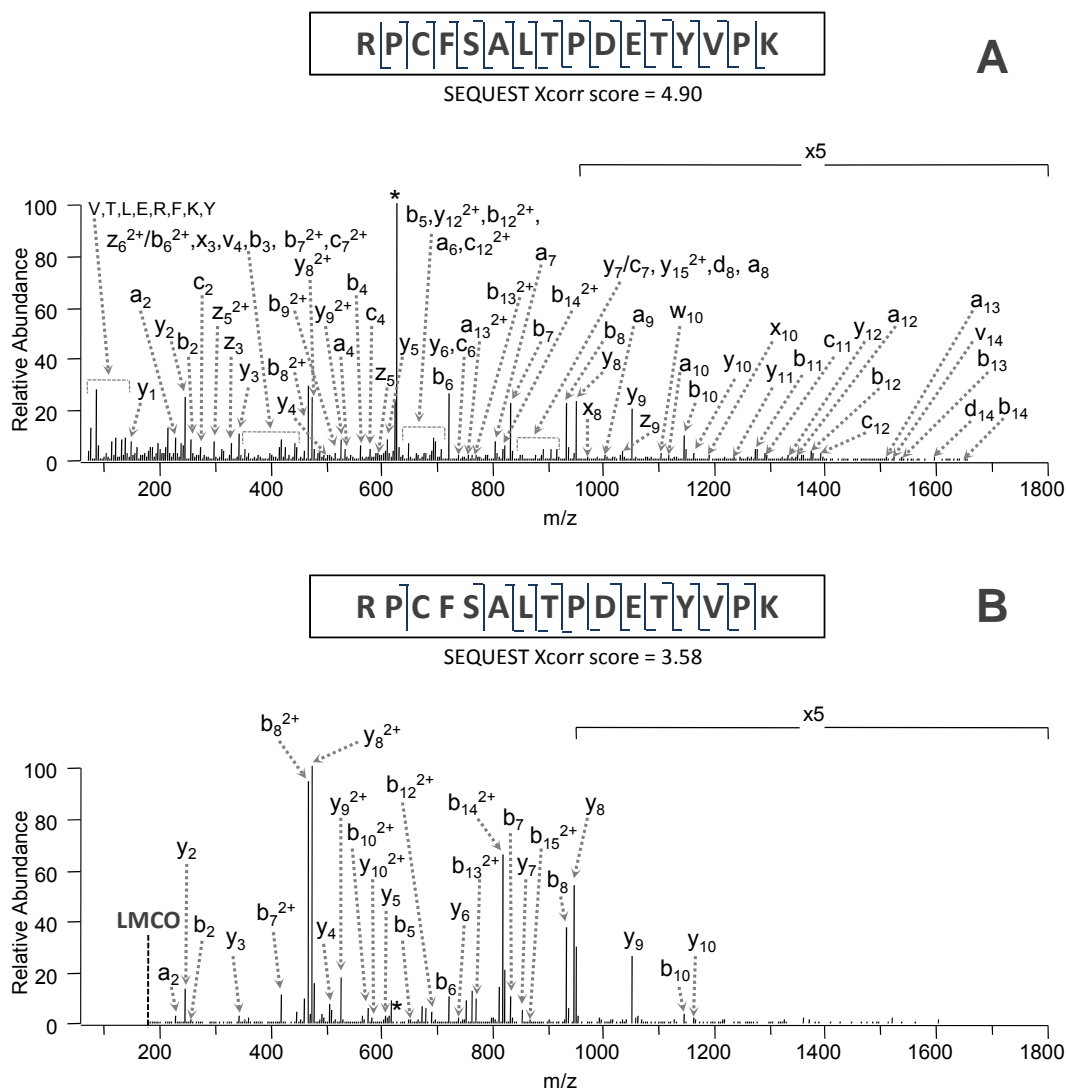 RPCFSALTPDETYVPK
A
SEQUEST Xcorr score = 4.90
x5
V,T,L,E,R,F,K,Y
z₆²⁺/b₆²⁺,x₃,v₄,b₃, b₇²⁺,c₇²⁺
b₅,y₁₂²⁺,b₁₂²⁺,
a₆,c₁₂²⁺
a₂
y₂
b₂
c₂
z₅²⁺
z₃
y₃
y₁
b₈²⁺
y₄
b₉²⁺
y₈²⁺
y₉²⁺
a₄
b₄
c₄
z₅
*
y₅
y₆,c₆
b₆
a₁₃²⁺
b₁₃²⁺
a₇
b₇
b₁₄²⁺
y₇/c₇, y₁₅²⁺,d₈, a₈
b₈
y₈
x₈
a₉
y₉
z₉
w₁₀
a₁₀
b₁₀
y₁₀
x₁₀
b₁₁
y₁₁
c₁₁
y₁₂
a₁₂
b₁₂
c₁₂
a₁₃
v₁₄
b₁₃
d₁₄
b₁₄
Relative Abundance
100
80
60
40
20
0
200 400 600 800 1000 1200 1400 1600 1800
m/z
RPCFSALTPDETYVPK
B
SEQUEST Xcorr score = 3.58
x5
LMCO
a₂
y₂
b₂
y₃
b₇²⁺
b₈²⁺
y₈²⁺
y₄
y₉²⁺
b₁₀²⁺
y₁₀²⁺
y₅
*
b₅
b₁₂²⁺
b₆
y₆
b₁₃²⁺
b₁₄²⁺
b₇
y₇
b₁₅²⁺
b₈
y₈
y₉
b₁₀
y₁₀
Relative Abundance
100
80
60
40
20
0
200 400 600 800 1000 1200 1400 1600 1800
m/z